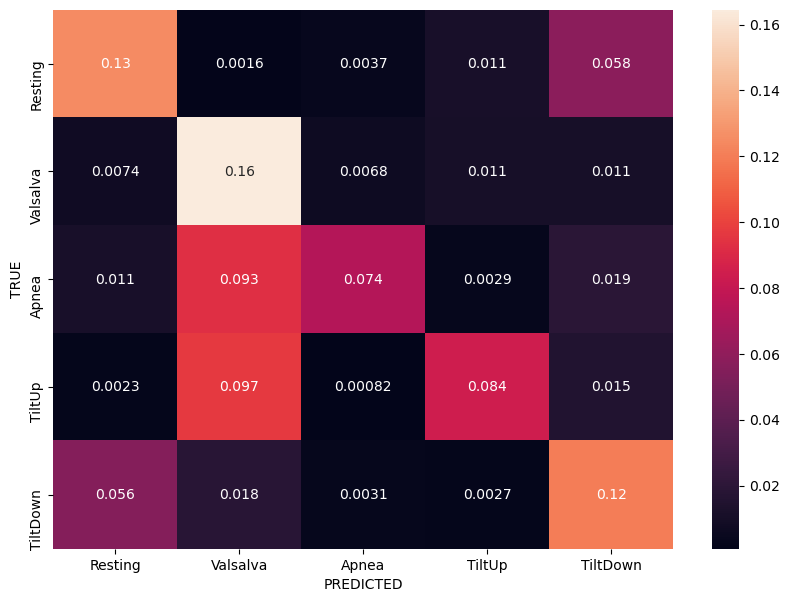 0.16
0.13 0.0016 0.0037 0.011 0.058
Resting
0.14
0.0074 0.16 0.0068 0.011 0.011
Valsalva
0.12
0.10
TRUE
0.011 0.093 0.074 0.0029 0.019
Apnea
0.08
0.06
0.0023 0.097 0.00082 0.084 0.015
TiltUp
0.04
0.056 0.018 0.0031 0.0027 0.12
TiltDown
0.02
Resting Valsalva Apnea TiltUp TiltDown
PREDICTED